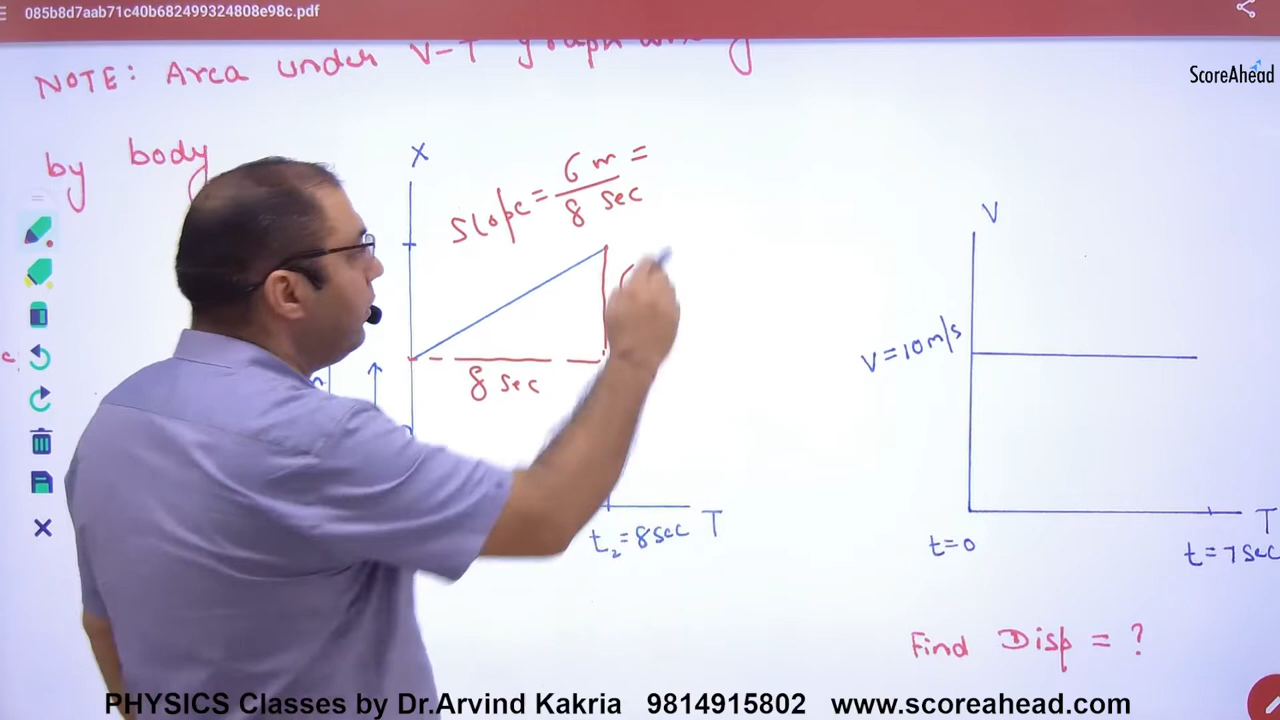 085b8d7aab71c40b682499324808e98c.pdf
ScoreAhead
NOTE: Area under V-T graph
by body
X
slope = 6 m / 8 sec =
8 sec
t₂ = 8 sec T
V
V = 10 m/s
t = 0
T
t = 7 sec
Find Disp = ?
PHYSICS Classes by Dr.Arvind Kakria 9814915802 www.scoreahead.com